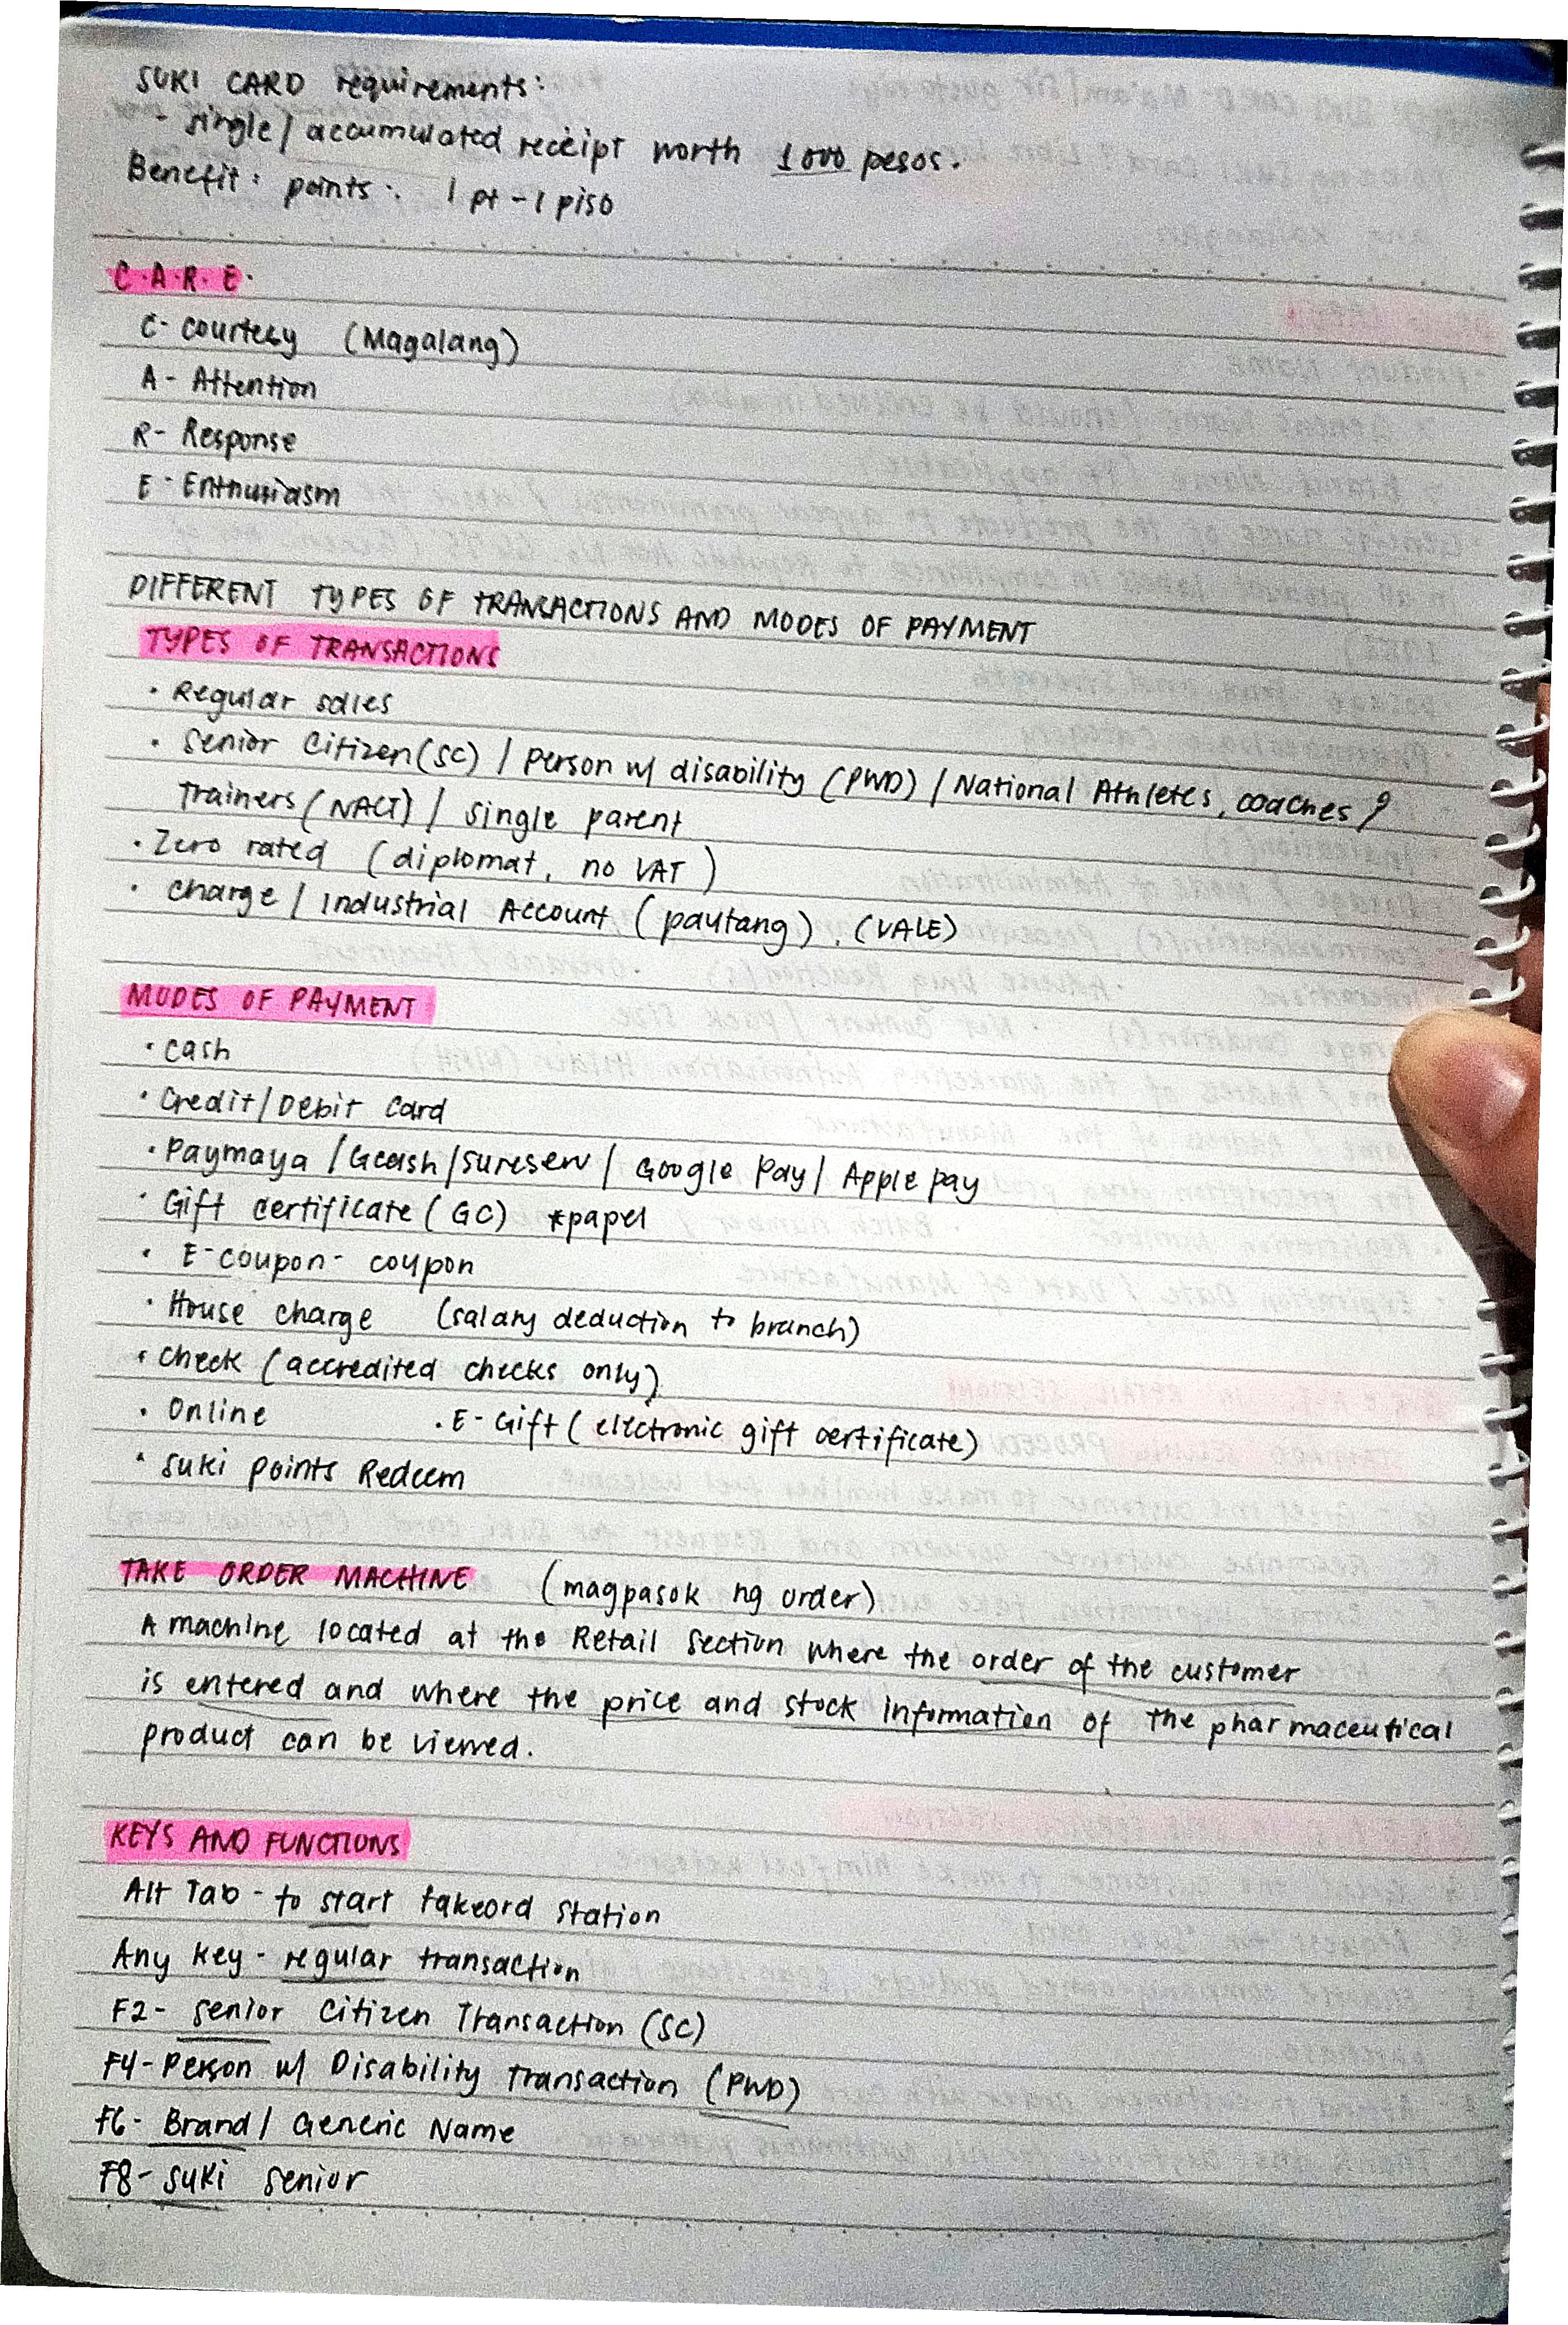 SUKI CARD requirements:
- single / accumulated receipt worth 1000 pesos.
Benefit: points: 1 pt - 1 piso
C.A.R.E.
C - courtesy (Magalang)
A - Attention
R - Response
E - Enthusiasm
DIFFERENT TYPES OF TRANSACTIONS AND MODES OF PAYMENT
TYPES OF TRANSACTIONS
• Regular sales
• Senior Citizen (SC) / Person w/ disability (PWD) / National Athletes, coaches &
Trainers (NACT) / single parent
• Zero rated (diplomat, no VAT)
• Charge / Industrial Account (pautang). (VALE)
MODES OF PAYMENT
• cash
• Credit/Debit Card
• Paymaya / Gcash / sureserv / Google Pay / Apple pay
• Gift certificate (GC) *papel
• E-coupon - coupon
• House charge (salary deduction to branch)
• Check (accredited checks only)
• Online • E-Gift (electronic gift certificate)
• Suki points Redeem
TAKE ORDER MACHINE (magpasok ng order)
A machine located at the Retail Section where the order of the customer
is entered and where the price and stock information of the pharmaceutical
product can be viewed.
KEYS AND FUNCTIONS
Alt Tab - to start takeord station
Any key - regular transaction
F2 - Senior Citizen Transaction (SC)
F4 - Person w/ Disability Transaction (PWD)
F6 - Brand / Generic Name
F8 - suki senior